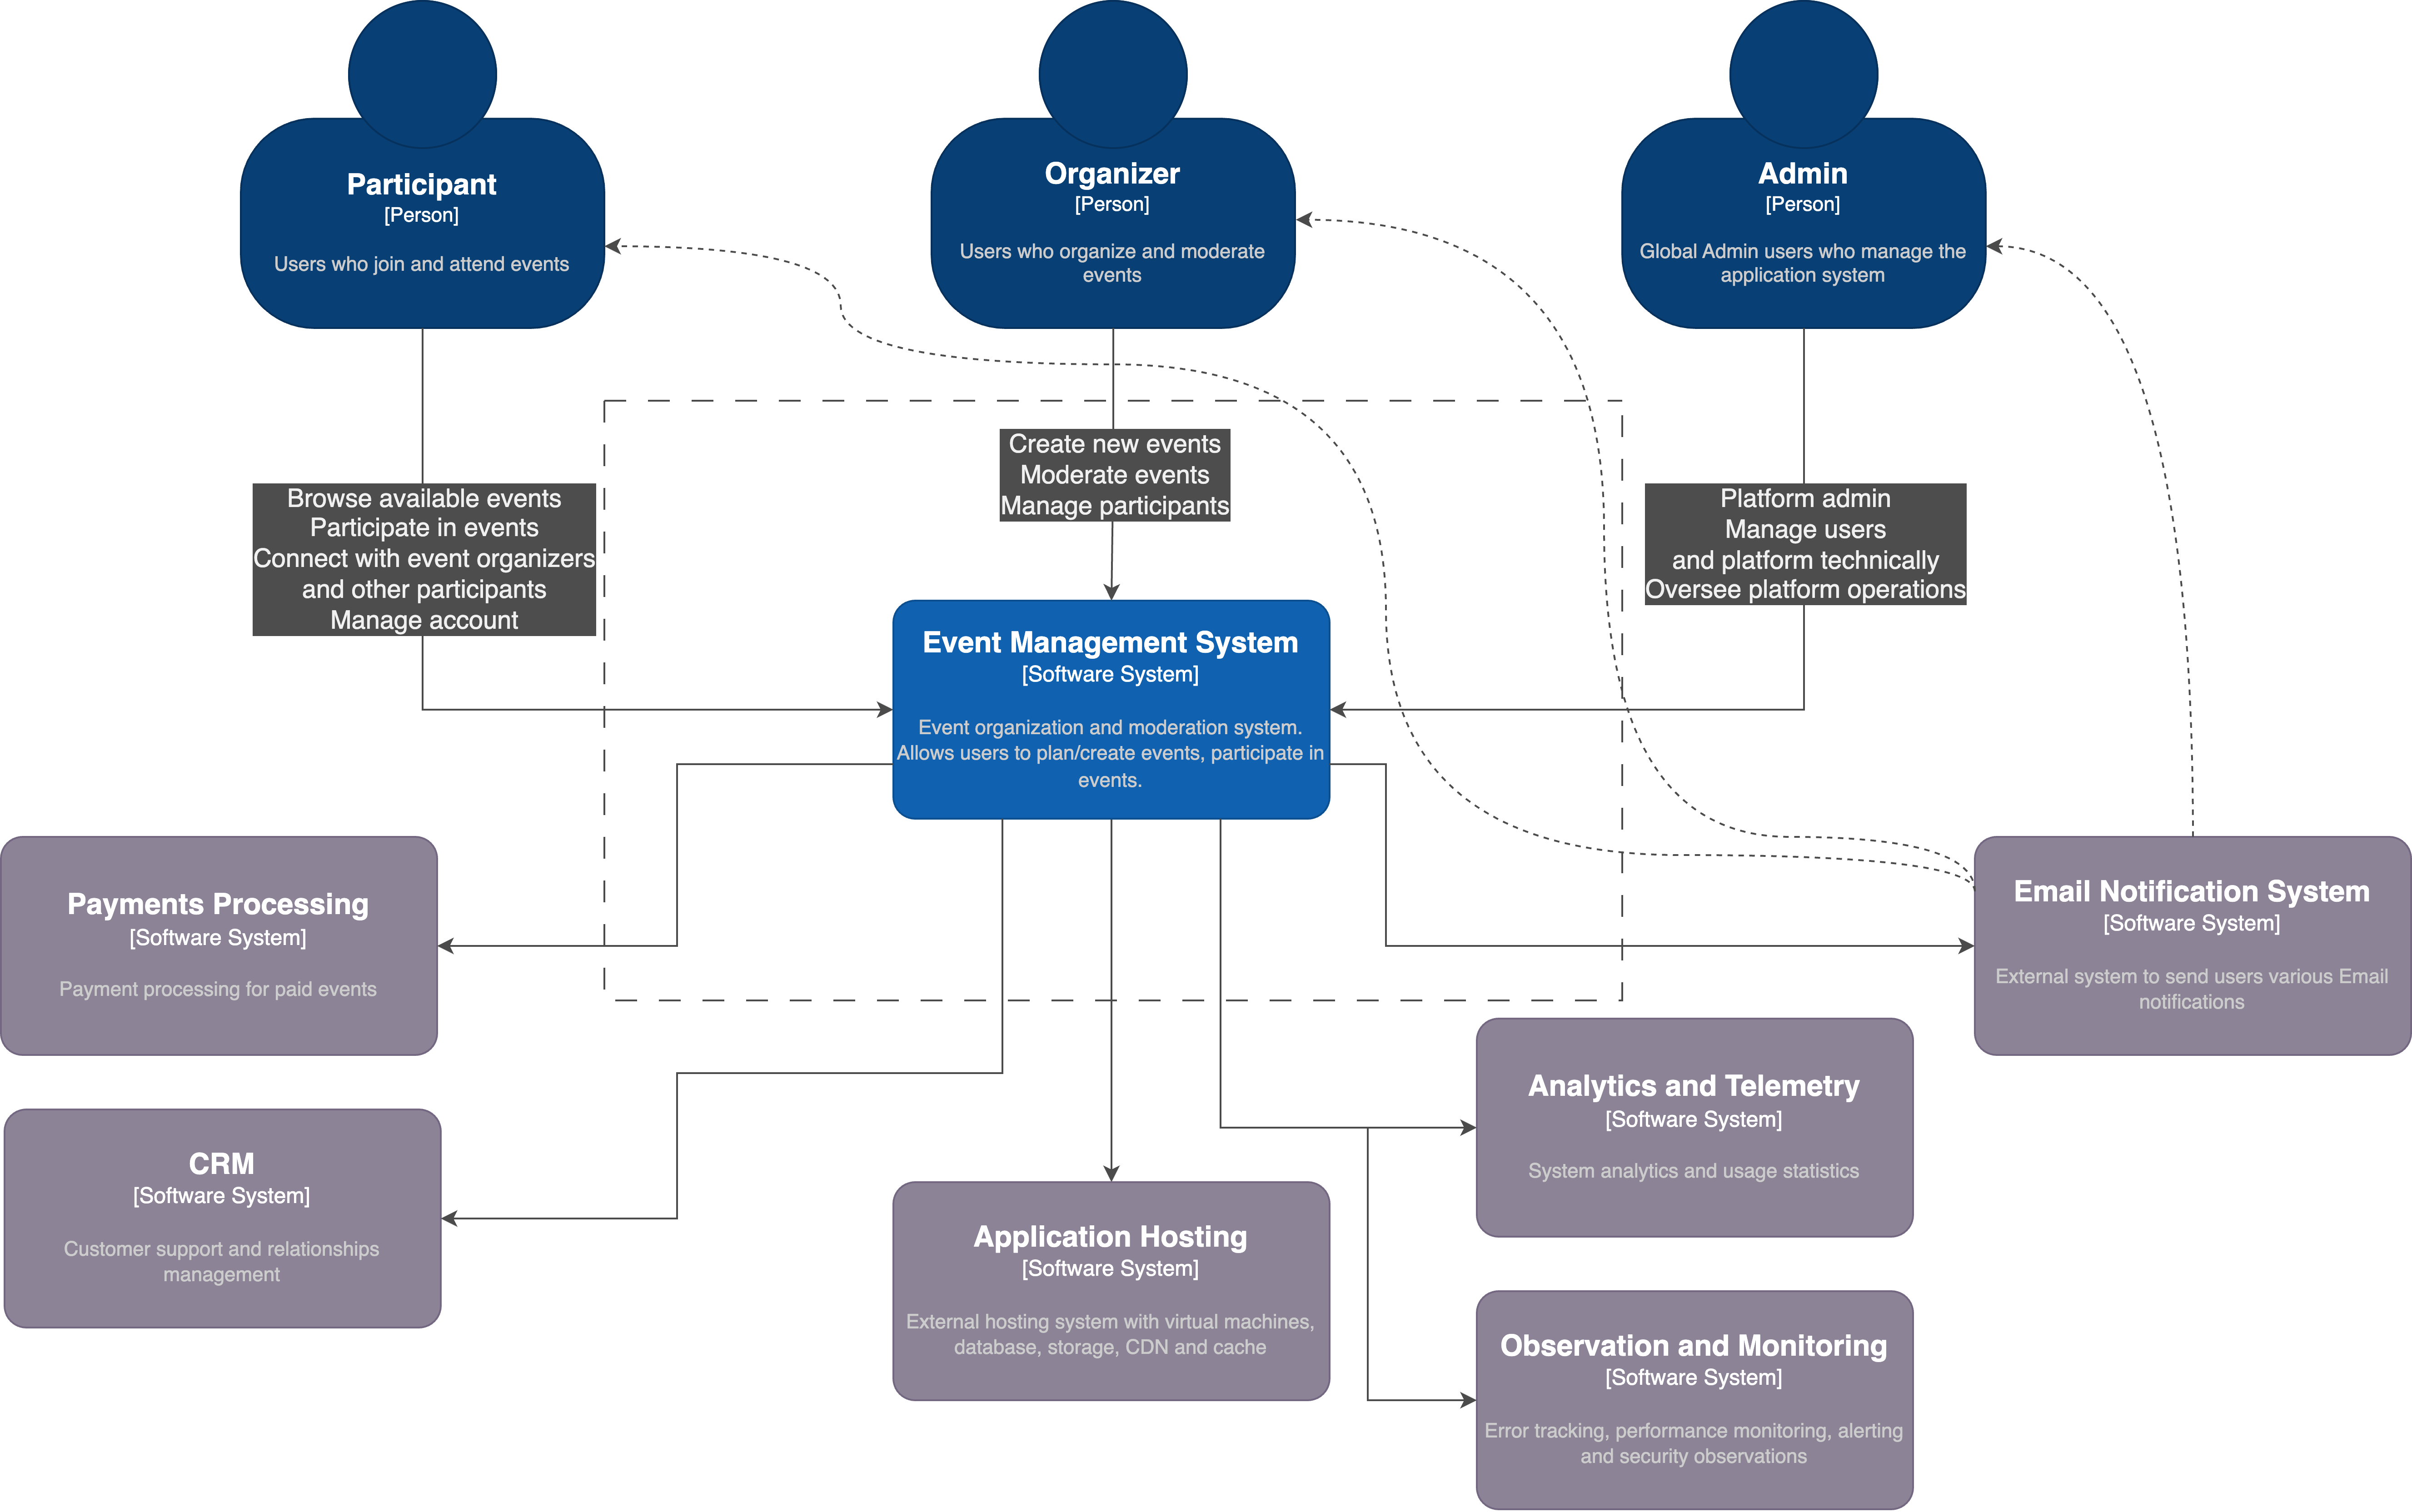 Participant
[Person]
Users who join and attend events
Organizer
[Person]
Users who organize and moderate
events
Admin
[Person]
Global Admin users who manage the
application system
Browse available events
Participate in events
Connect with event organizers
and other participants
Manage account
Create new events
Moderate events
Manage participants
Platform admin
Manage users
and platform technically
Oversee platform operations
Event Management System
[Software System]
Event organization and moderation system.
Allows users to plan/create events, participate in
events.
Payments Processing
[Software System]
Payment processing for paid events
Email Notification System
[Software System]
External system to send users various Email
notifications
CRM
[Software System]
Customer support and relationships
management
Application Hosting
[Software System]
External hosting system with virtual machines,
database, storage, CDN and cache
Analytics and Telemetry
[Software System]
System analytics and usage statistics
Observation and Monitoring
[Software System]
Error tracking, performance monitoring, alerting
and security observations